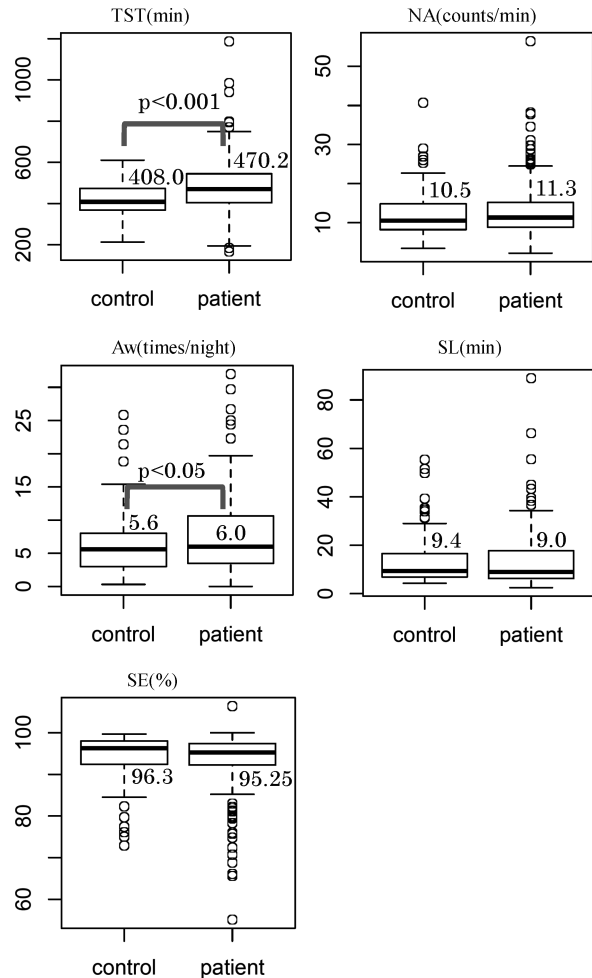 TST(min)
1000
600
200
p<0.001
408.0
470.2
control patient
NA(counts/min)
50
30
10
10.5
11.3
control patient
Aw(times/night)
25
15
5
0
p<0.05
5.6
6.0
control patient
SL(min)
80
60
40
20
0
9.4
9.0
control patient
SE(%)
100
80
60
96.3
95.25
control patient